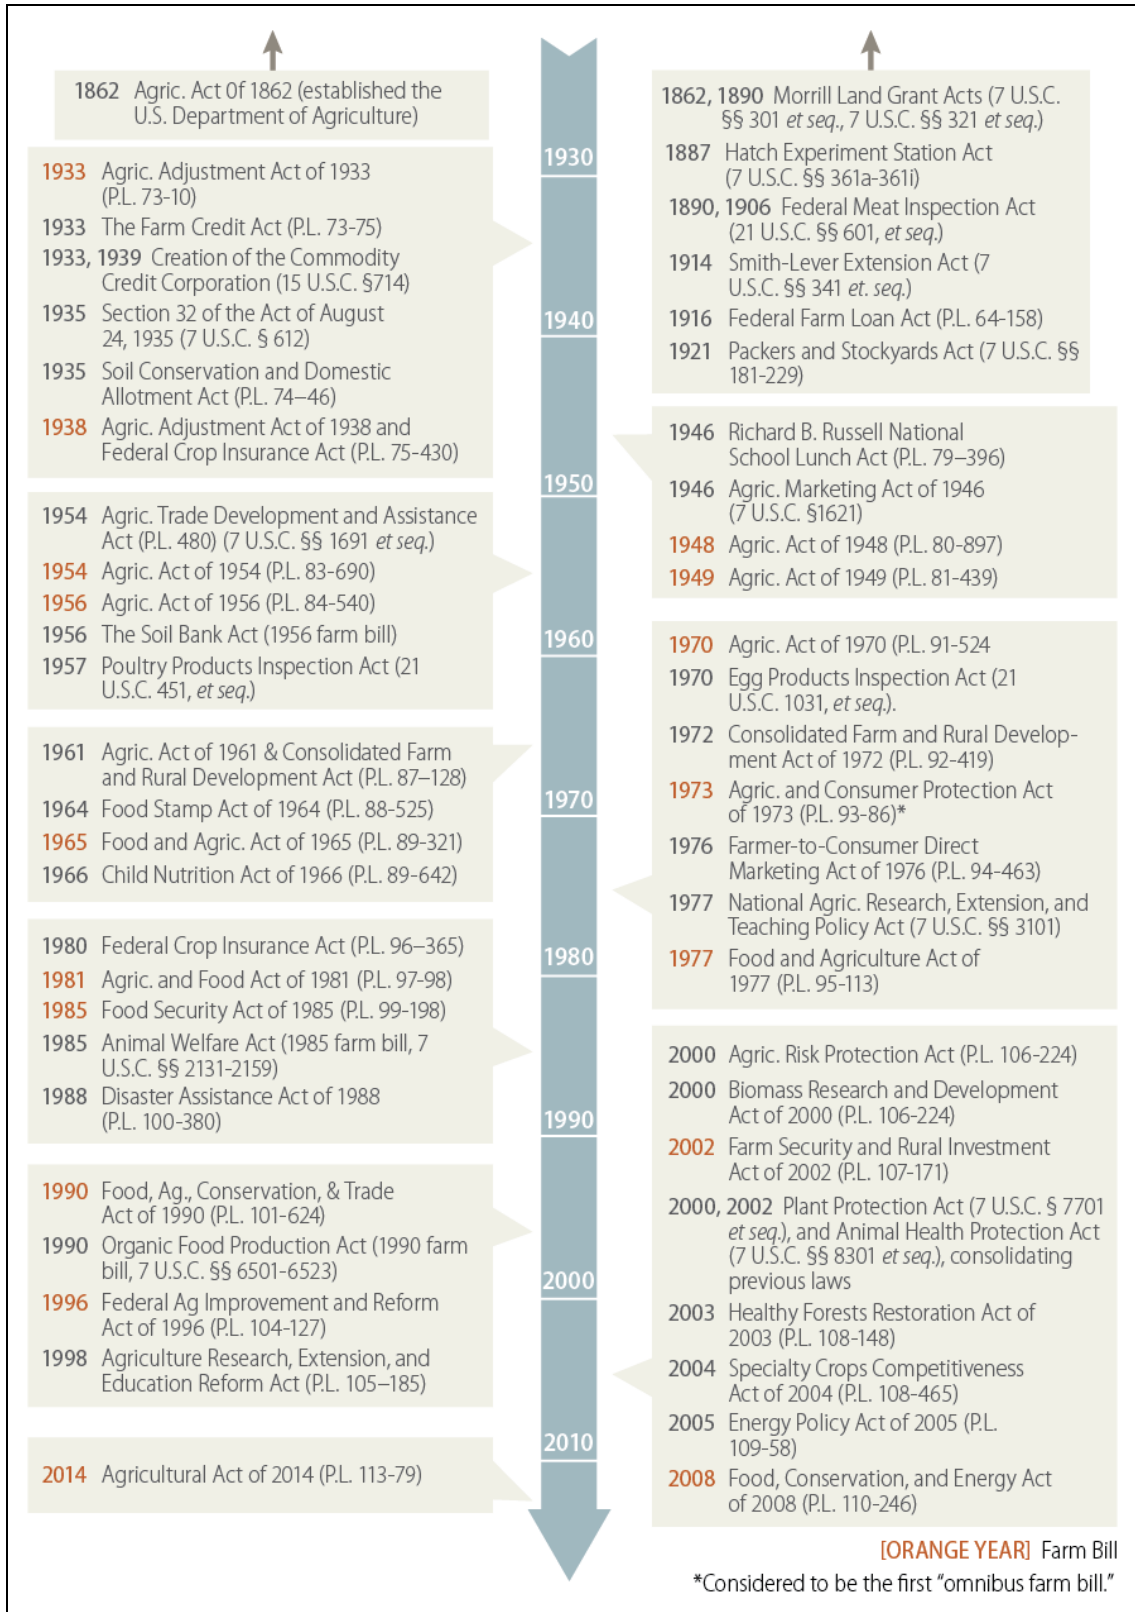 1862 Agric. Act Of 1862 (established the
U.S. Department of Agriculture)
1933 Agric. Adjustment Act of 1933
(P.L. 73-10)
1933 The Farm Credit Act (P.L. 73-75)
1933, 1939 Creation of the Commodity
Credit Corporation (15 U.S.C. §714)
1935 Section 32 of the Act of August
24, 1935 (7 U.S.C. § 612)
1935 Soil Conservation and Domestic
Allotment Act (P.L. 74–46)
1938 Agric. Adjustment Act of 1938 and
Federal Crop Insurance Act (P.L. 75-430)
1954 Agric. Trade Development and Assistance
Act (P.L. 480) (7 U.S.C. §§ 1691 et seq.)
1954 Agric. Act of 1954 (P.L. 83-690)
1956 Agric. Act of 1956 (P.L. 84-540)
1956 The Soil Bank Act (1956 farm bill)
1957 Poultry Products Inspection Act (21
U.S.C. 451, et seq.)
1961 Agric. Act of 1961 & Consolidated Farm
and Rural Development Act (P.L. 87–128)
1964 Food Stamp Act of 1964 (P.L. 88-525)
1965 Food and Agric. Act of 1965 (P.L. 89-321)
1966 Child Nutrition Act of 1966 (P.L. 89-642)
1980 Federal Crop Insurance Act (P.L. 96–365)
1981 Agric. and Food Act of 1981 (P.L. 97-98)
1985 Food Security Act of 1985 (P.L. 99-198)
1985 Animal Welfare Act (1985 farm bill, 7
U.S.C. §§ 2131-2159)
1988 Disaster Assistance Act of 1988
(P.L. 100-380)
1990 Food, Ag., Conservation, & Trade
Act of 1990 (P.L. 101-624)
1990 Organic Food Production Act (1990 farm
bill, 7 U.S.C. §§ 6501-6523)
1996 Federal Ag Improvement and Reform
Act of 1996 (P.L. 104-127)
1998 Agriculture Research, Extension, and
Education Reform Act (P.L. 105–185)
2014 Agricultural Act of 2014 (P.L. 113-79)
1930
1940
1950
1960
1970
1980
1990
2000
2010
1862, 1890 Morrill Land Grant Acts (7 U.S.C.
§§ 301 et seq., 7 U.S.C. §§ 321 et seq.)
1887 Hatch Experiment Station Act
(7 U.S.C. §§ 361a-361i)
1890, 1906 Federal Meat Inspection Act
(21 U.S.C. §§ 601, et seq.)
1914 Smith-Lever Extension Act (7
U.S.C. §§ 341 et. seq.)
1916 Federal Farm Loan Act (P.L. 64-158)
1921 Packers and Stockyards Act (7 U.S.C. §§
181-229)
1946 Richard B. Russell National
School Lunch Act (P.L. 79–396)
1946 Agric. Marketing Act of 1946
(7 U.S.C. §1621)
1948 Agric. Act of 1948 (P.L. 80-897)
1949 Agric. Act of 1949 (P.L. 81-439)
1970 Agric. Act of 1970 (P.L. 91-524
1970 Egg Products Inspection Act (21
U.S.C. 1031, et seq.).
1972 Consolidated Farm and Rural Develop-
ment Act of 1972 (P.L. 92-419)
1973 Agric. and Consumer Protection Act
of 1973 (P.L. 93-86)*
1976 Farmer-to-Consumer Direct
Marketing Act of 1976 (P.L. 94-463)
1977 National Agric. Research, Extension, and
Teaching Policy Act (7 U.S.C. §§ 3101)
1977 Food and Agriculture Act of
1977 (P.L. 95-113)
2000 Agric. Risk Protection Act (P.L. 106-224)
2000 Biomass Research and Development
Act of 2000 (P.L. 106-224)
2002 Farm Security and Rural Investment
Act of 2002 (P.L. 107-171)
2000, 2002 Plant Protection Act (7 U.S.C. § 7701
et seq.), and Animal Health Protection Act
(7 U.S.C. §§ 8301 et seq.), consolidating
previous laws
2003 Healthy Forests Restoration Act of
2003 (P.L. 108-148)
2004 Specialty Crops Competitiveness
Act of 2004 (P.L. 108-465)
2005 Energy Policy Act of 2005 (P.L.
109-58)
2008 Food, Conservation, and Energy Act
of 2008 (P.L. 110-246)
[ORANGE YEAR] Farm Bill
*Considered to be the first “omnibus farm bill.”